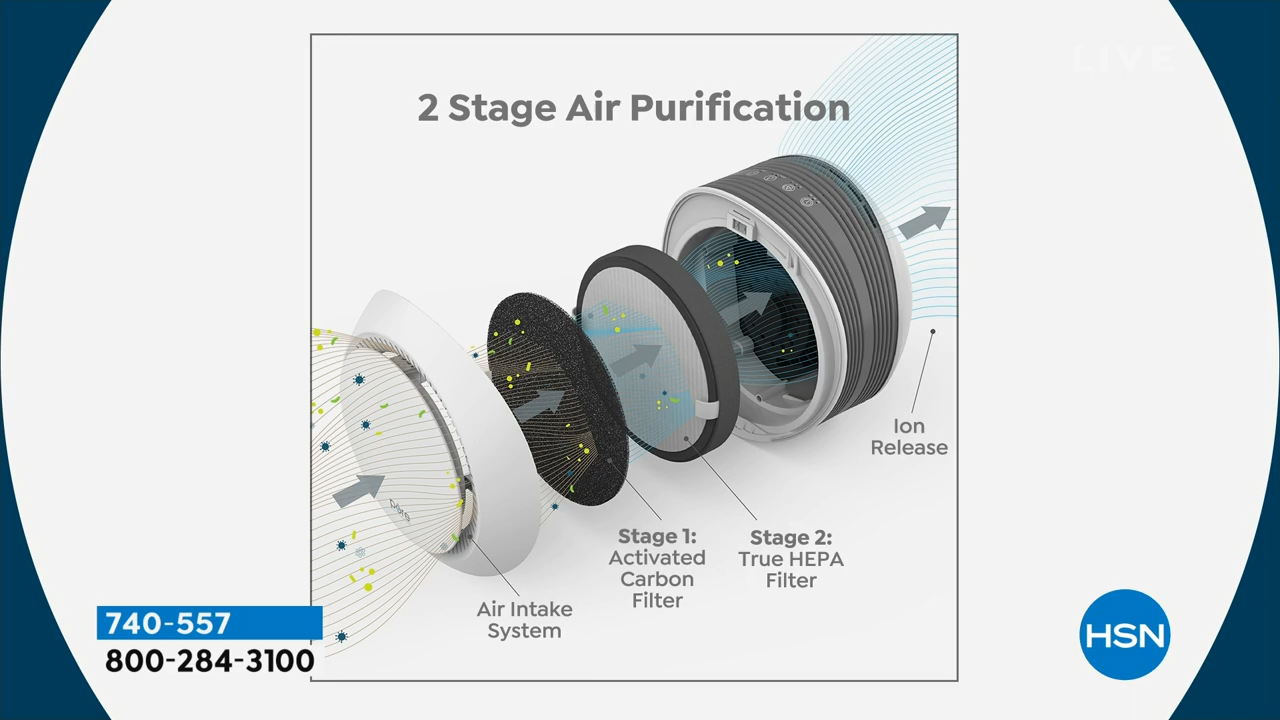 LIVE
2 Stage Air Purification
Ion
Release
Stage 1:
Activated
Carbon
Filter
Stage 2:
True HEPA
Filter
Air Intake
System
740-557
800-284-3100
HSN